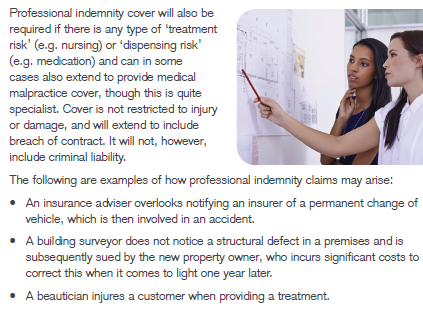 Professional indemnity cover will also be
required if there is any type of ‘treatment
risk’ (e.g. nursing) or ‘dispensing risk’
(e.g. medication) and can in some
cases also extend to provide medical
malpractice cover, though this is quite
specialist. Cover is not restricted to injury
or damage, and will extend to include
breach of contract. It will not, however,
include criminal liability.
The following are examples of how professional indemnity claims may arise:
• An insurance adviser overlooks notifying an insurer of a permanent change of
vehicle, which is then involved in an accident.
• A building surveyor does not notice a structural defect in a premises and is
subsequently sued by the new property owner, who incurs significant costs to
correct this when it comes to light one year later.
• A beautician injures a customer when providing a treatment.